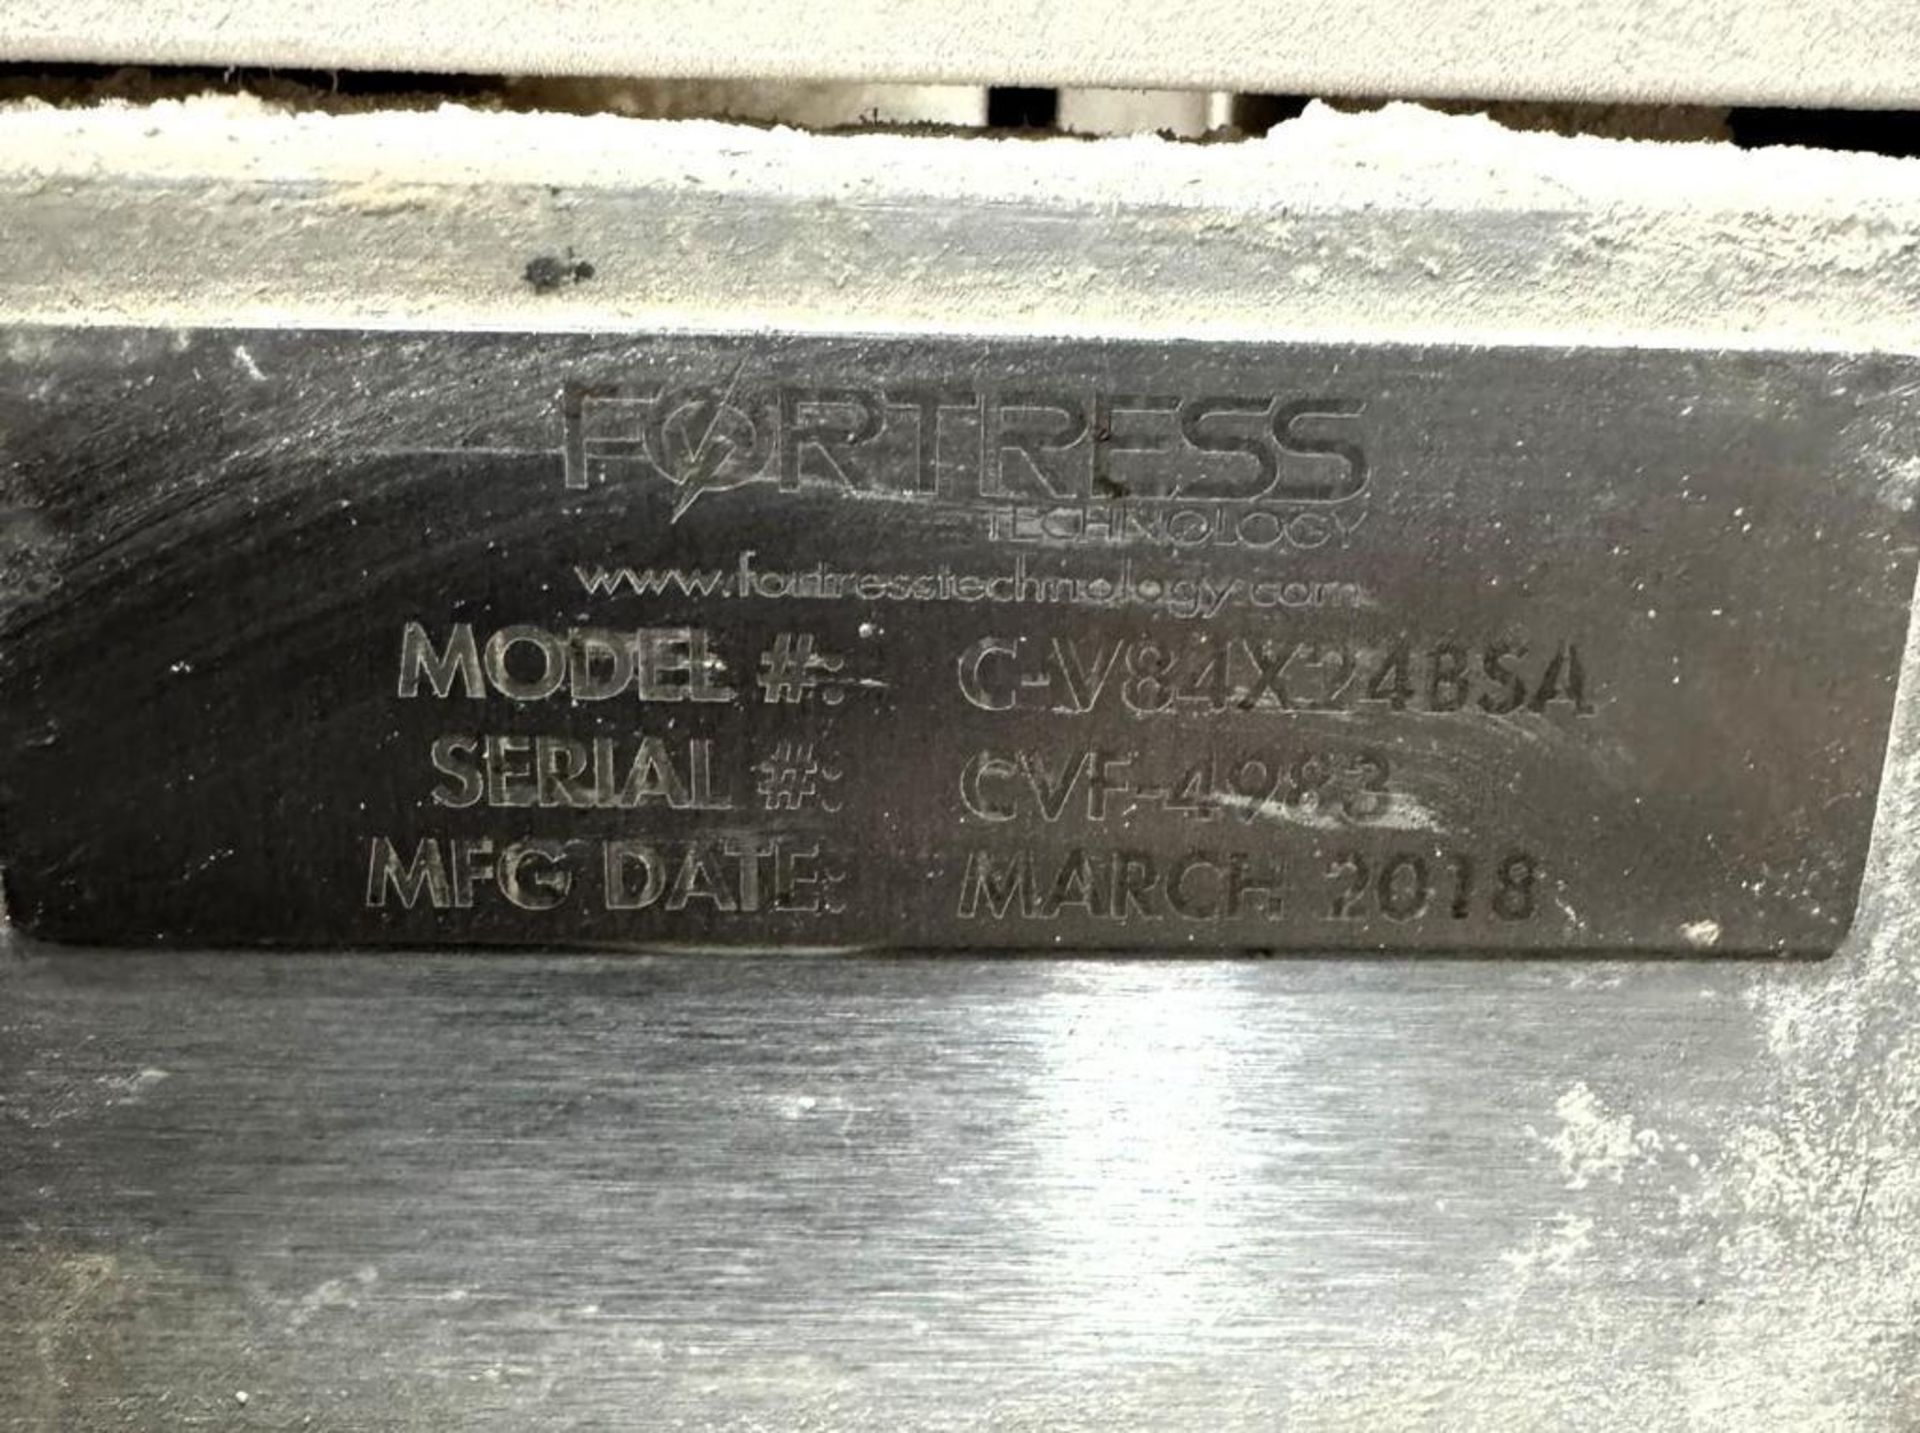 FORTRESS
TECHNOLOGY
www.fortresstechnology.com
MODEL #: C-V84X24BSA
SERIAL #: CVF-4983
MFG DATE: MARCH 2018